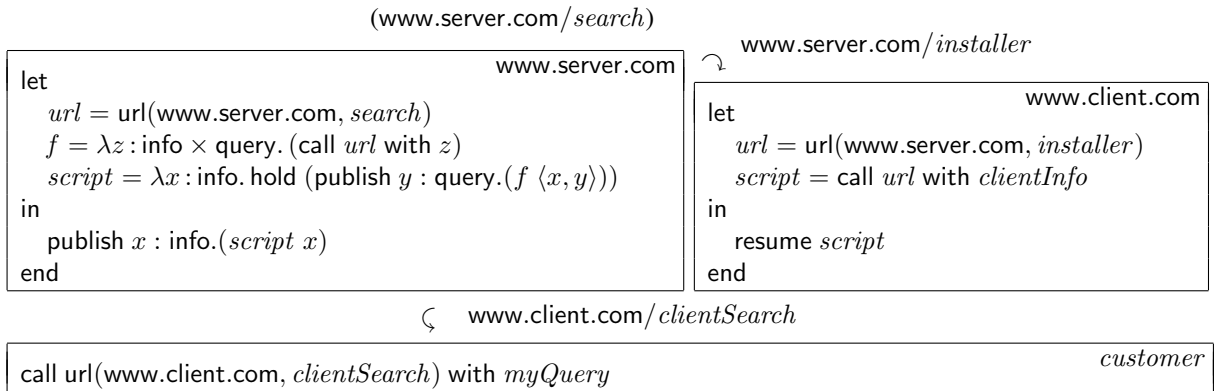 (www.server.com/search)
www.server.com/installer
www.server.com
let
url = url(www.server.com, search)
f = λz : info × query. (call url with z)
script = λx : info. hold (publish y : query.(f ⟨x, y⟩))
in
publish x : info.(script x)
end
www.client.com
let
url = url(www.server.com, installer)
script = call url with clientInfo
in
resume script
end
www.client.com/clientSearch
customer
call url(www.client.com, clientSearch) with myQuery